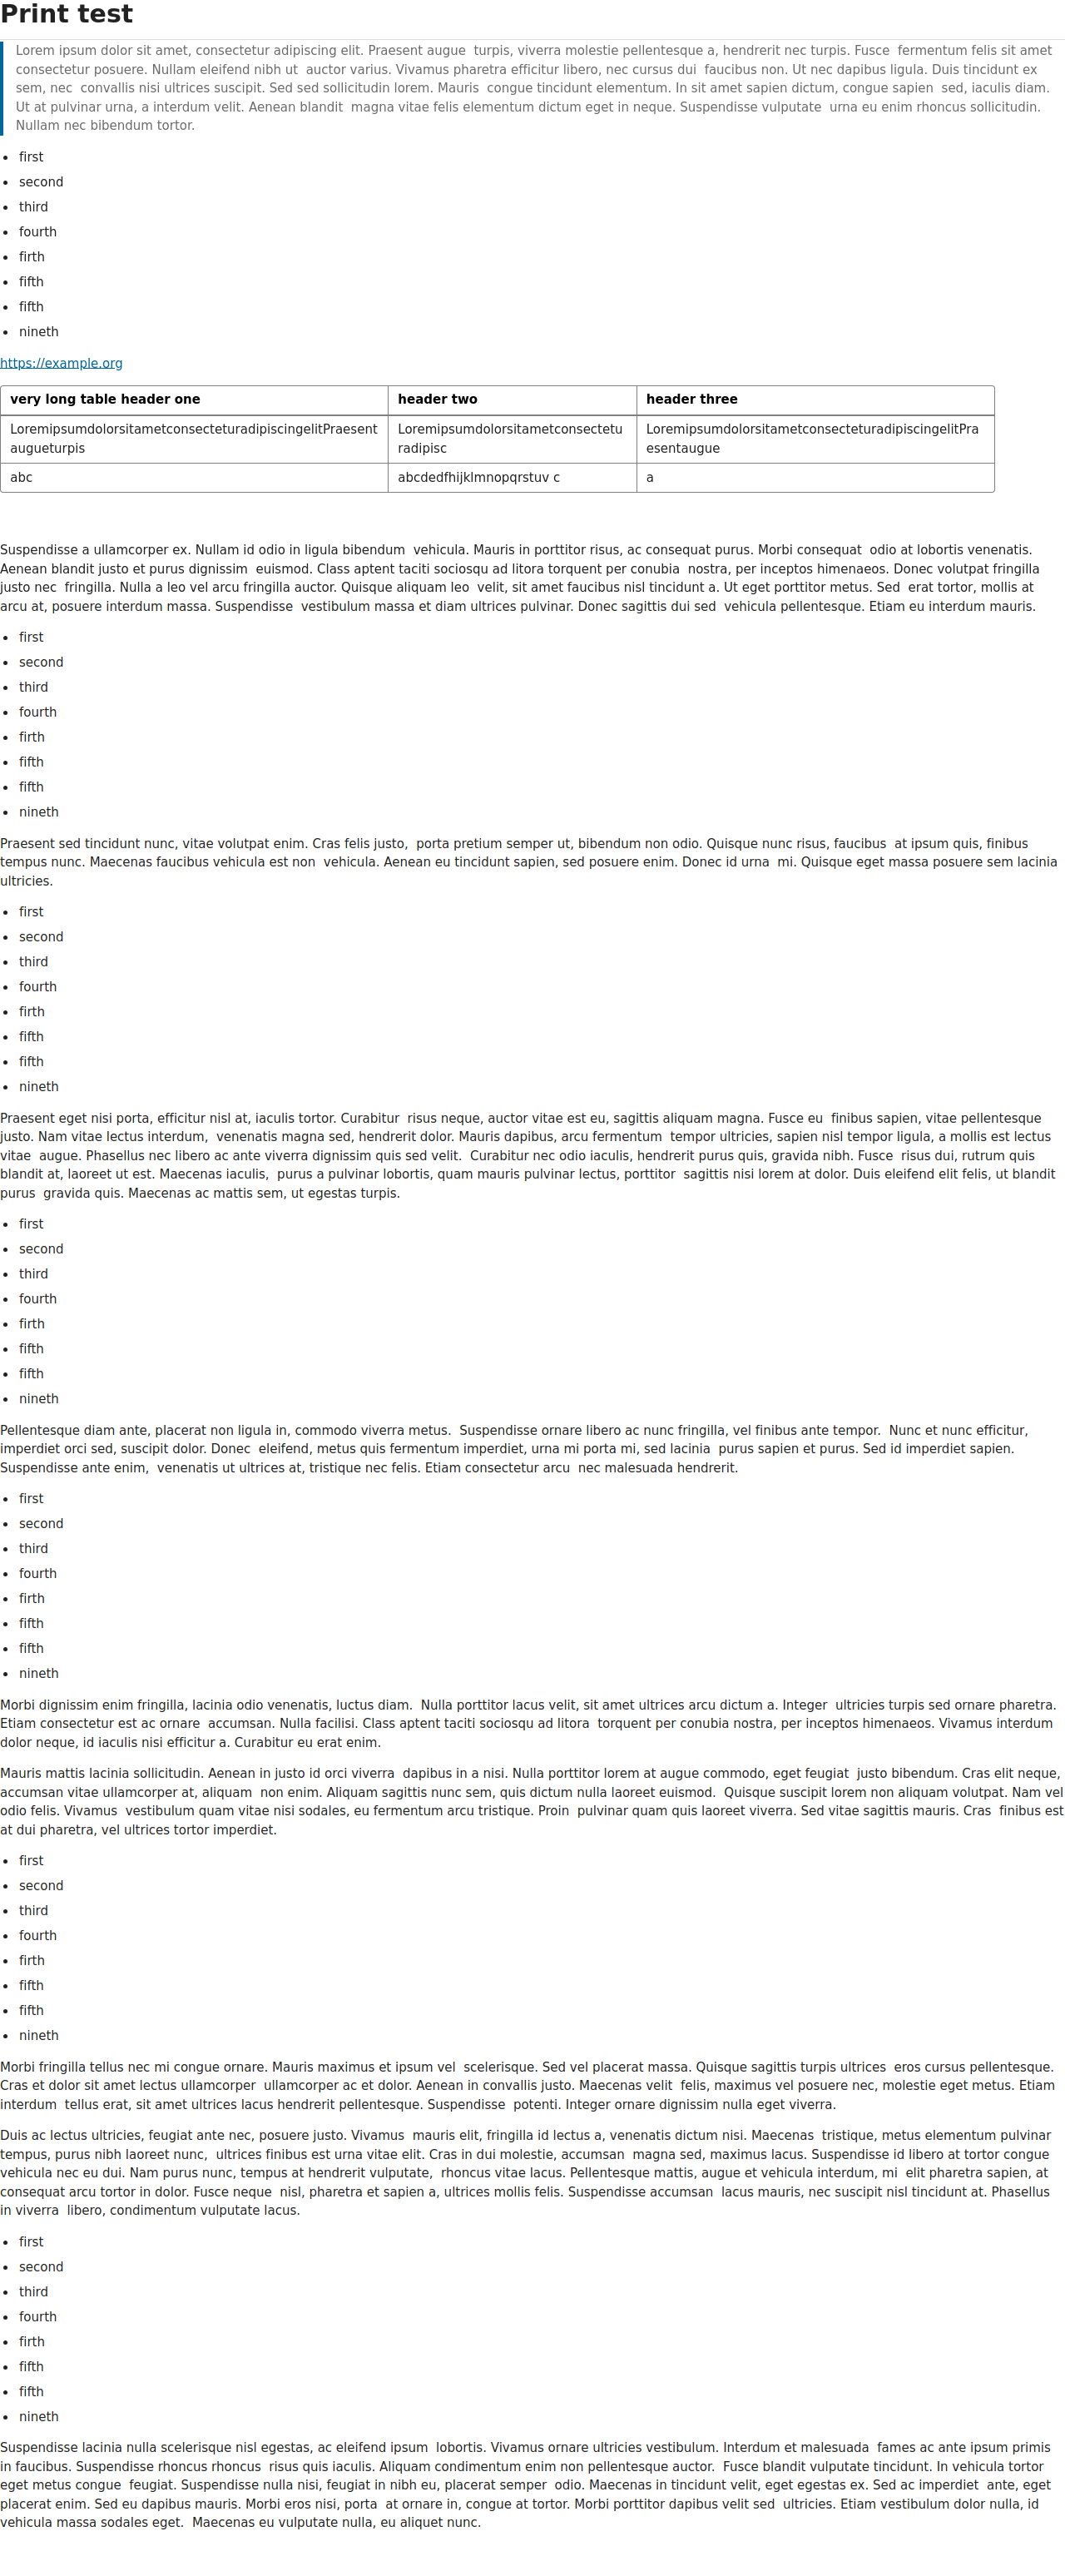 Print test
Lorem ipsum dolor sit amet, consectetur adipiscing elit. Praesent augue  turpis, viverra molestie pellentesque a, hendrerit nec turpis. Fusce  fermentum felis sit amet
consectetur posuere. Nullam eleifend nibh ut  auctor varius. Vivamus pharetra efficitur libero, nec cursus dui  faucibus non. Ut nec dapibus ligula. Duis tincidunt ex
sem, nec  convallis nisi ultrices suscipit. Sed sed sollicitudin lorem. Mauris  congue tincidunt elementum. In sit amet sapien dictum, congue sapien  sed, iaculis diam.
Ut at pulvinar urna, a interdum velit. Aenean blandit  magna vitae felis elementum dictum eget in neque. Suspendisse vulputate  urna eu enim rhoncus sollicitudin.
Nullam nec bibendum tortor.
first
second
third
fourth
firth
fifth
fifth
nineth
https://example.org
very long table header one header two header three
LoremipsumdolorsitametconsecteturadipiscingelitPraesent Loremipsumdolorsitametconsectetu LoremipsumdolorsitametconsecteturadipiscingelitPra
augueturpis radipisc esentaugue
abc abcdedfhijklmnopqrstuv c a
Suspendisse a ullamcorper ex. Nullam id odio in ligula bibendum  vehicula. Mauris in porttitor risus, ac consequat purus. Morbi consequat  odio at lobortis venenatis.
Aenean blandit justo et purus dignissim  euismod. Class aptent taciti sociosqu ad litora torquent per conubia  nostra, per inceptos himenaeos. Donec volutpat fringilla
justo nec  fringilla. Nulla a leo vel arcu fringilla auctor. Quisque aliquam leo  velit, sit amet faucibus nisl tincidunt a. Ut eget porttitor metus. Sed  erat tortor, mollis at
arcu at, posuere interdum massa. Suspendisse  vestibulum massa et diam ultrices pulvinar. Donec sagittis dui sed  vehicula pellentesque. Etiam eu interdum mauris.
first
second
third
fourth
firth
fifth
fifth
nineth
Praesent sed tincidunt nunc, vitae volutpat enim. Cras felis justo,  porta pretium semper ut, bibendum non odio. Quisque nunc risus, faucibus  at ipsum quis, finibus
tempus nunc. Maecenas faucibus vehicula est non  vehicula. Aenean eu tincidunt sapien, sed posuere enim. Donec id urna  mi. Quisque eget massa posuere sem lacinia
ultricies.
first
second
third
fourth
firth
fifth
fifth
nineth
Praesent eget nisi porta, efficitur nisl at, iaculis tortor. Curabitur  risus neque, auctor vitae est eu, sagittis aliquam magna. Fusce eu  finibus sapien, vitae pellentesque
justo. Nam vitae lectus interdum,  venenatis magna sed, hendrerit dolor. Mauris dapibus, arcu fermentum  tempor ultricies, sapien nisl tempor ligula, a mollis est lectus
vitae  augue. Phasellus nec libero ac ante viverra dignissim quis sed velit.  Curabitur nec odio iaculis, hendrerit purus quis, gravida nibh. Fusce  risus dui, rutrum quis
blandit at, laoreet ut est. Maecenas iaculis,  purus a pulvinar lobortis, quam mauris pulvinar lectus, porttitor  sagittis nisi lorem at dolor. Duis eleifend elit felis, ut blandit
purus  gravida quis. Maecenas ac mattis sem, ut egestas turpis.
first
second
third
fourth
firth
fifth
fifth
nineth
Pellentesque diam ante, placerat non ligula in, commodo viverra metus.  Suspendisse ornare libero ac nunc fringilla, vel finibus ante tempor.  Nunc et nunc efficitur,
imperdiet orci sed, suscipit dolor. Donec  eleifend, metus quis fermentum imperdiet, urna mi porta mi, sed lacinia  purus sapien et purus. Sed id imperdiet sapien.
Suspendisse ante enim,  venenatis ut ultrices at, tristique nec felis. Etiam consectetur arcu  nec malesuada hendrerit.
first
second
third
fourth
firth
fifth
fifth
nineth
Morbi dignissim enim fringilla, lacinia odio venenatis, luctus diam.  Nulla porttitor lacus velit, sit amet ultrices arcu dictum a. Integer  ultricies turpis sed ornare pharetra.
Etiam consectetur est ac ornare  accumsan. Nulla facilisi. Class aptent taciti sociosqu ad litora  torquent per conubia nostra, per inceptos himenaeos. Vivamus interdum
dolor neque, id iaculis nisi efficitur a. Curabitur eu erat enim.
Mauris mattis lacinia sollicitudin. Aenean in justo id orci viverra  dapibus in a nisi. Nulla porttitor lorem at augue commodo, eget feugiat  justo bibendum. Cras elit neque,
accumsan vitae ullamcorper at, aliquam  non enim. Aliquam sagittis nunc sem, quis dictum nulla laoreet euismod.  Quisque suscipit lorem non aliquam volutpat. Nam vel
odio felis. Vivamus  vestibulum quam vitae nisi sodales, eu fermentum arcu tristique. Proin  pulvinar quam quis laoreet viverra. Sed vitae sagittis mauris. Cras  finibus est
at dui pharetra, vel ultrices tortor imperdiet.
first
second
third
fourth
firth
fifth
fifth
nineth
Morbi fringilla tellus nec mi congue ornare. Mauris maximus et ipsum vel  scelerisque. Sed vel placerat massa. Quisque sagittis turpis ultrices  eros cursus pellentesque.
Cras et dolor sit amet lectus ullamcorper  ullamcorper ac et dolor. Aenean in convallis justo. Maecenas velit  felis, maximus vel posuere nec, molestie eget metus. Etiam
interdum  tellus erat, sit amet ultrices lacus hendrerit pellentesque. Suspendisse  potenti. Integer ornare dignissim nulla eget viverra.
Duis ac lectus ultricies, feugiat ante nec, posuere justo. Vivamus  mauris elit, fringilla id lectus a, venenatis dictum nisi. Maecenas  tristique, metus elementum pulvinar
tempus, purus nibh laoreet nunc,  ultrices finibus est urna vitae elit. Cras in dui molestie, accumsan  magna sed, maximus lacus. Suspendisse id libero at tortor congue
vehicula nec eu dui. Nam purus nunc, tempus at hendrerit vulputate,  rhoncus vitae lacus. Pellentesque mattis, augue et vehicula interdum, mi  elit pharetra sapien, at
consequat arcu tortor in dolor. Fusce neque  nisl, pharetra et sapien a, ultrices mollis felis. Suspendisse accumsan  lacus mauris, nec suscipit nisl tincidunt at. Phasellus
in viverra  libero, condimentum vulputate lacus.
first
second
third
fourth
firth
fifth
fifth
nineth
Suspendisse lacinia nulla scelerisque nisl egestas, ac eleifend ipsum  lobortis. Vivamus ornare ultricies vestibulum. Interdum et malesuada  fames ac ante ipsum primis
in faucibus. Suspendisse rhoncus rhoncus  risus quis iaculis. Aliquam condimentum enim non pellentesque auctor.  Fusce blandit vulputate tincidunt. In vehicula tortor
eget metus congue  feugiat. Suspendisse nulla nisi, feugiat in nibh eu, placerat semper  odio. Maecenas in tincidunt velit, eget egestas ex. Sed ac imperdiet  ante, eget
placerat enim. Sed eu dapibus mauris. Morbi eros nisi, porta  at ornare in, congue at tortor. Morbi porttitor dapibus velit sed  ultricies. Etiam vestibulum dolor nulla, id
vehicula massa sodales eget.  Maecenas eu vulputate nulla, eu aliquet nunc.